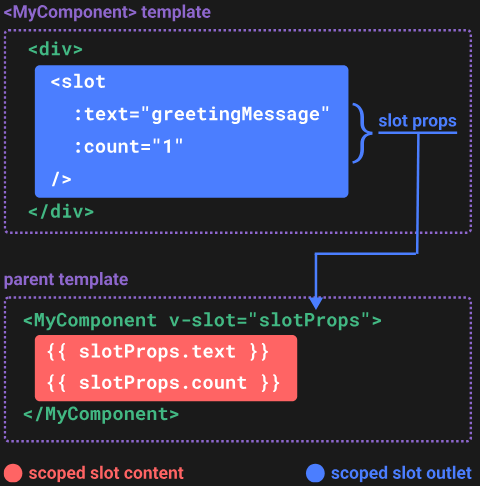 <MyComponent> template
<div>
<slot
:text="greetingMessage"
:count="1"
/>
slot props
</div>
parent template
<MyComponent v-slot="slotProps">
{{ slotProps.text }}
{{ slotProps.count }}
</MyComponent>
scoped slot content
scoped slot outlet